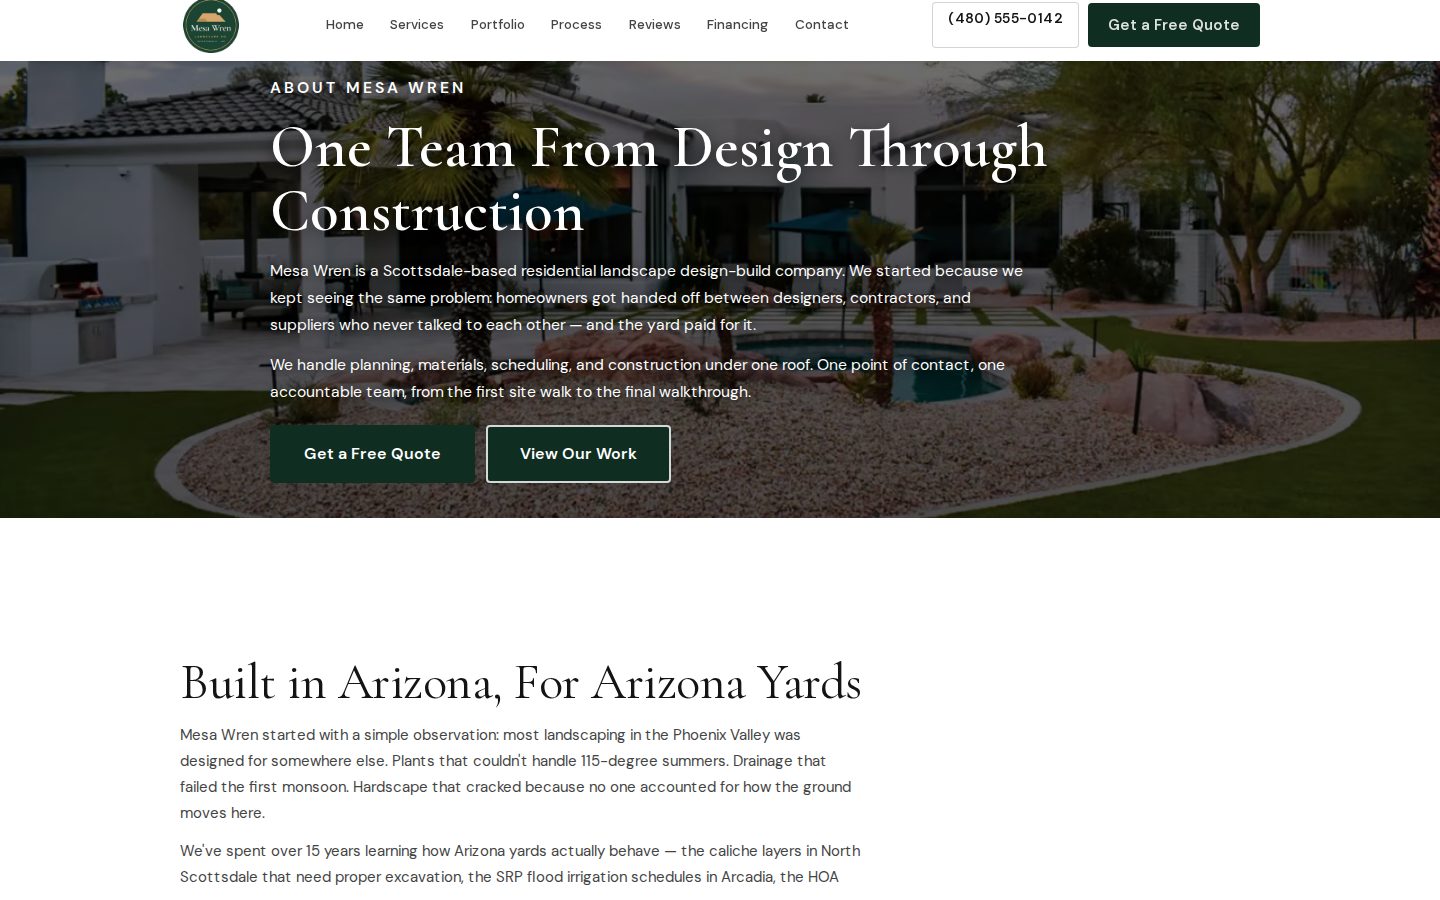 Mesa Wren
Home
Services
Portfolio
Process
Reviews
Financing
Contact
(480) 555-0142
Get a Free Quote
ABOUT MESA WREN
One Team From Design Through
Construction
Mesa Wren is a Scottsdale-based residential landscape design-build company. We started because we
kept seeing the same problem: homeowners got handed off between designers, contractors, and
suppliers who never talked to each other — and the yard paid for it.
We handle planning, materials, scheduling, and construction under one roof. One point of contact, one
accountable team, from the first site walk to the final walkthrough.
Get a Free Quote
View Our Work
Built in Arizona, For Arizona Yards
Mesa Wren started with a simple observation: most landscaping in the Phoenix Valley was
designed for somewhere else. Plants that couldn't handle 115-degree summers. Drainage that
failed the first monsoon. Hardscape that cracked because no one accounted for how the ground
moves here.
We've spent over 15 years learning how Arizona yards actually behave — the caliche layers in North
Scottsdale that need proper excavation, the SRP flood irrigation schedules in Arcadia, the HOA